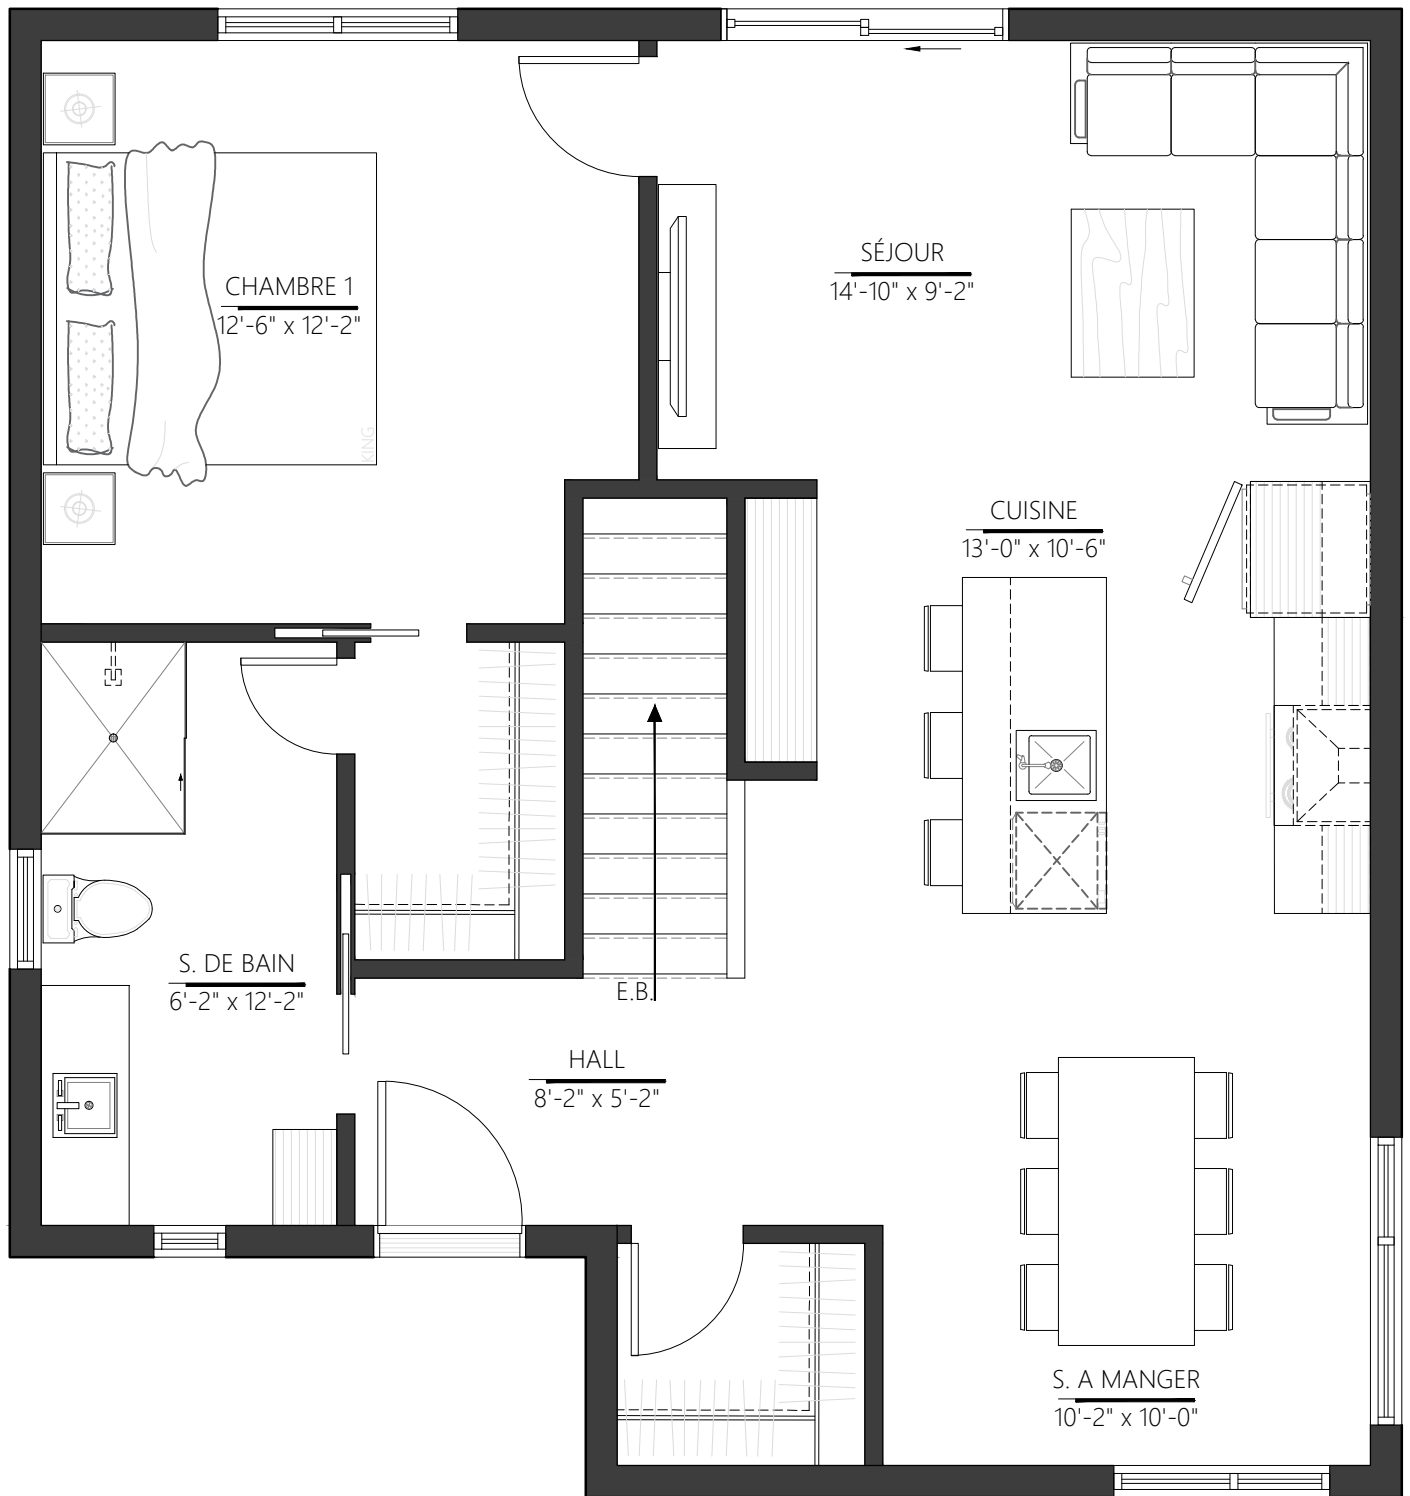 SÉJOUR
14'-10" x 9'-2"
CHAMBRE 1
12'-6" x 12'-2"
KING
CUISINE
13'-0" x 10'-6"
S. DE BAIN
6'-2" x 12'-2"
E.B.
HALL
8'-2" x 5'-2"
S. A MANGER
10'-2" x 10'-0"